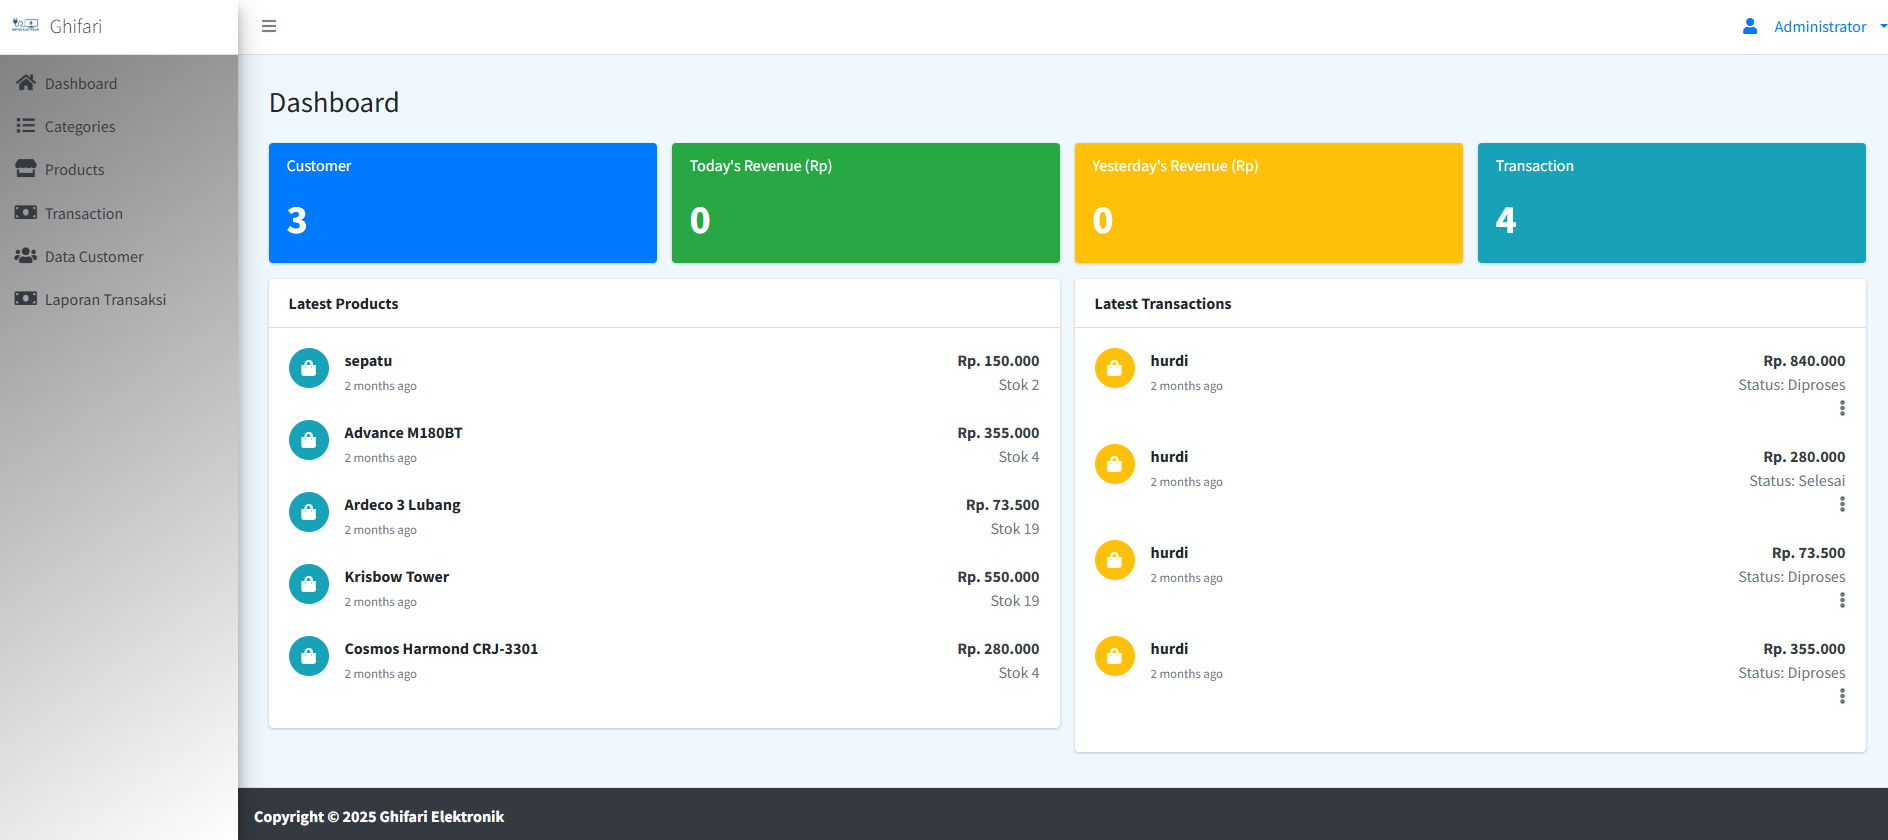 Ghifari
Administrator
Dashboard
Categories
Products
Transaction
Data Customer
Laporan Transaksi
Dashboard
Customer
3
Today's Revenue (Rp)
0
Yesterday's Revenue (Rp)
0
Transaction
4
Latest Products
sepatu
Rp. 150.000
2 months ago
Stok 2
Advance M180BT
Rp. 355.000
2 months ago
Stok 4
Ardeco 3 Lubang
Rp. 73.500
2 months ago
Stok 19
Krisbow Tower
Rp. 550.000
2 months ago
Stok 19
Cosmos Harmond CRJ-3301
Rp. 280.000
2 months ago
Stok 4
Latest Transactions
hurdi
Rp. 840.000
2 months ago
Status: Diproses
hurdi
Rp. 280.000
2 months ago
Status: Selesai
hurdi
Rp. 73.500
2 months ago
Status: Diproses
hurdi
Rp. 355.000
2 months ago
Status: Diproses
Copyright © 2025 Ghifari Elektronik